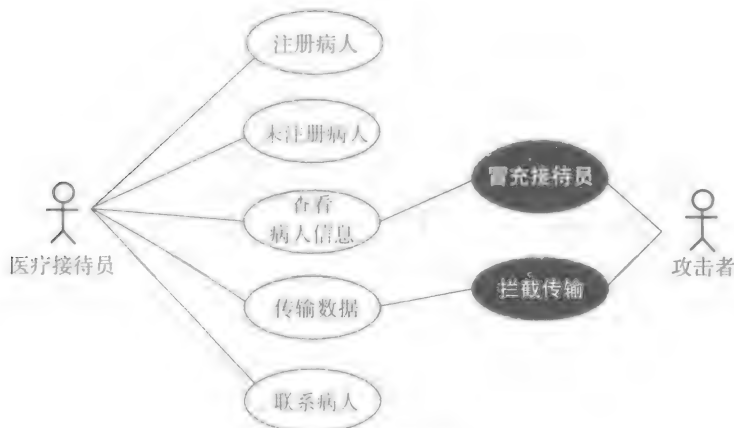 注册病人
未注册病人
查看
病人信息
传输数据
联系病人
医疗接待员
冒充接待员
拦截传输
攻击者